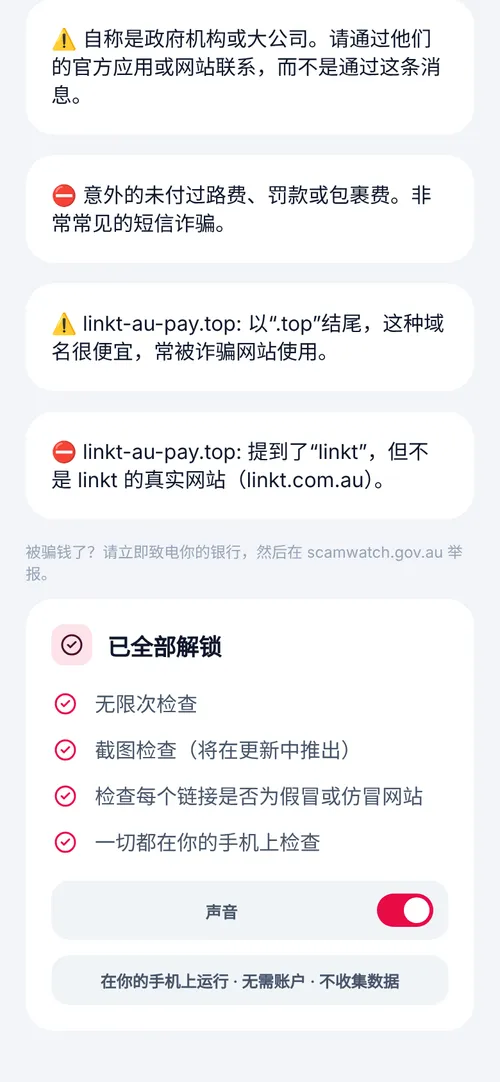 ⚠️ 自称是政府机构或大公司。请通过他们
的官方应用或网站联系，而不是通过这条消
息。
⛔ 意外的未付过路费、罚款或包裹费。非
常常见的短信诈骗。
⚠️ linkt-au-pay.top: 以“.top”结尾，这种域
名很便宜，常被诈骗网站使用。
⛔ linkt-au-pay.top: 提到了“linkt”，但不
是 linkt 的真实网站（linkt.com.au）。
被骗钱了？请立即致电你的银行，然后在 scamwatch.gov.au 举
报。
已全部解锁
无限次检查
截图检查（将在更新中推出）
检查每个链接是否为假冒或仿冒网站
一切都在你的手机上检查
声音
在你的手机上运行 · 无需账户 · 不收集数据